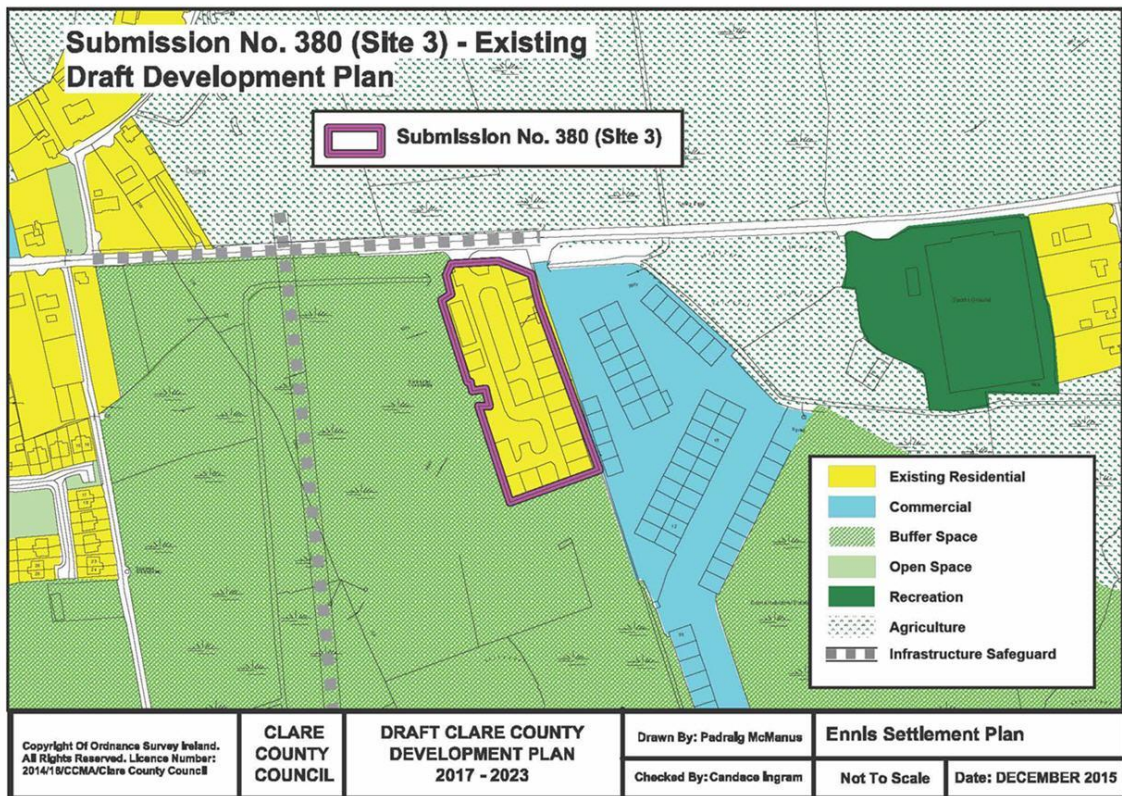 Submission No. 380 (Site 3) - Existing
Draft Development Plan
Submission No. 380 (Site 3)
Existing Residential
Commercial
Buffer Space
Open Space
Recreation
Agriculture
Infrastructure Safeguard
Copyright Of Ordnance Survey Ireland.
All Rights Reserved. Licence Number:
2014/16/CCMA/Clare County Council
CLARE
COUNTY
COUNCIL
DRAFT CLARE COUNTY
DEVELOPMENT PLAN
2017 - 2023
Drawn By: Padraig McManus
Checked By: Candace Ingram
Ennis Settlement Plan
Not To Scale
Date: DECEMBER 2015